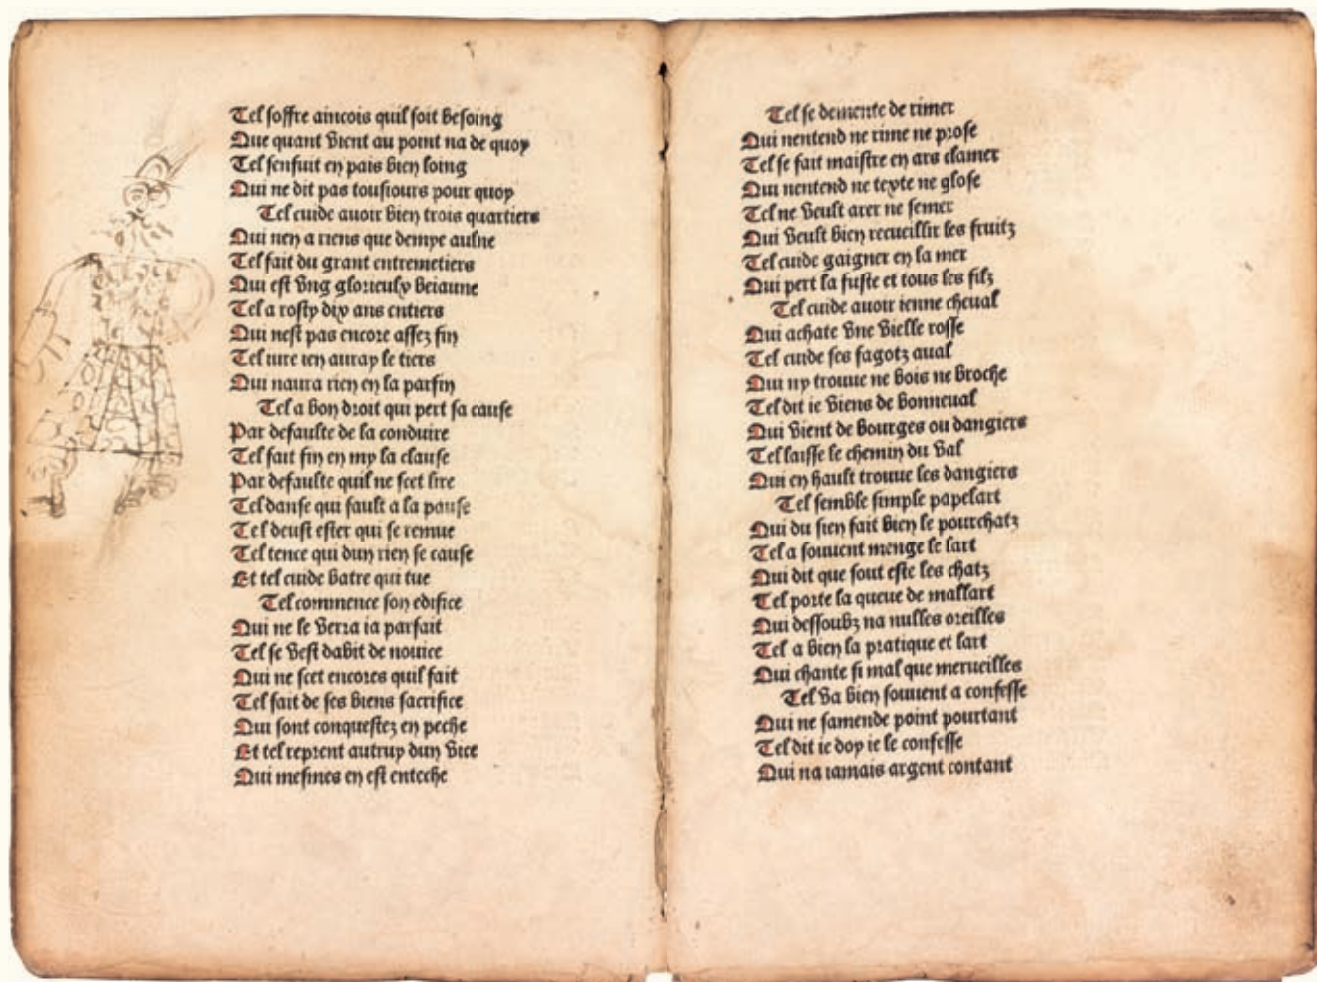 Tel soffre aincois quil soit besoing
Que quant vient au point na de quoy
Tel senfuit en pais bien loing
Qui ne dit pas tousiours pour quoy
Tel cuide auoir bien trois quartiers
Qui nen a riens que demye aulne
Tel fait du grant entremetiers
Qui est vng glorieulx beiaune
Tel a rosty dix ans entiers
Qui nest pas encore assez fin
Tel iure ien auray le tiers
Qui naura rien en la parfin
Tel a bon droit qui pert sa cause
Par defaulte de la conduire
Tel fait fin en my la clause
Par defaulte quil ne scet lire
Tel danse qui fault a la pause
Tel deust ester qui se remue
Tel tence qui dun rien se cause
Et tel cuide batre qui tue
Tel commence son edifice
Qui ne le verra ia parfait
Tel se vest dabit de nouice
Qui ne scet encores quil fait
Tel fait de ses biens sacrifice
Qui sont conquestez en peche
Et tel reprent autruy dun vice
Qui mesmes en est enteche
Tel se demente de rimer
Qui nentend ne rime ne prose
Tel se fait maistre en ars clamer
Qui nentend ne texte ne glose
Tel ne veult arer ne semer
Qui veult bien recueillir les fruitz
Tel cuide gaigner en la mer
Qui pert la fuste et tous les filz
Tel cuide auoir ienne cheual
Qui achate vne vielle rosse
Tel cuide ses fagotz aual
Qui ny trouue ne bois ne broche
Tel dit ie viens de bonneual
Qui vient de bourges ou dangiers
Tel laisse le chemin du val
Qui en hault trouue les dangiers
Tel semble simple papelart
Qui du sien fait bien le pourchatz
Tel a souuent menge le lart
Qui dit que sout este les chatz
Tel porte la queue de mallart
Qui dessoubz na nulles oreilles
Tel a bien la pratique et lart
Qui chante si mal que merueilles
Tel va bien souuent a confesse
Qui ne samende point pourtant
Tel dit ie doy ie le confesse
Qui na iamais argent contant